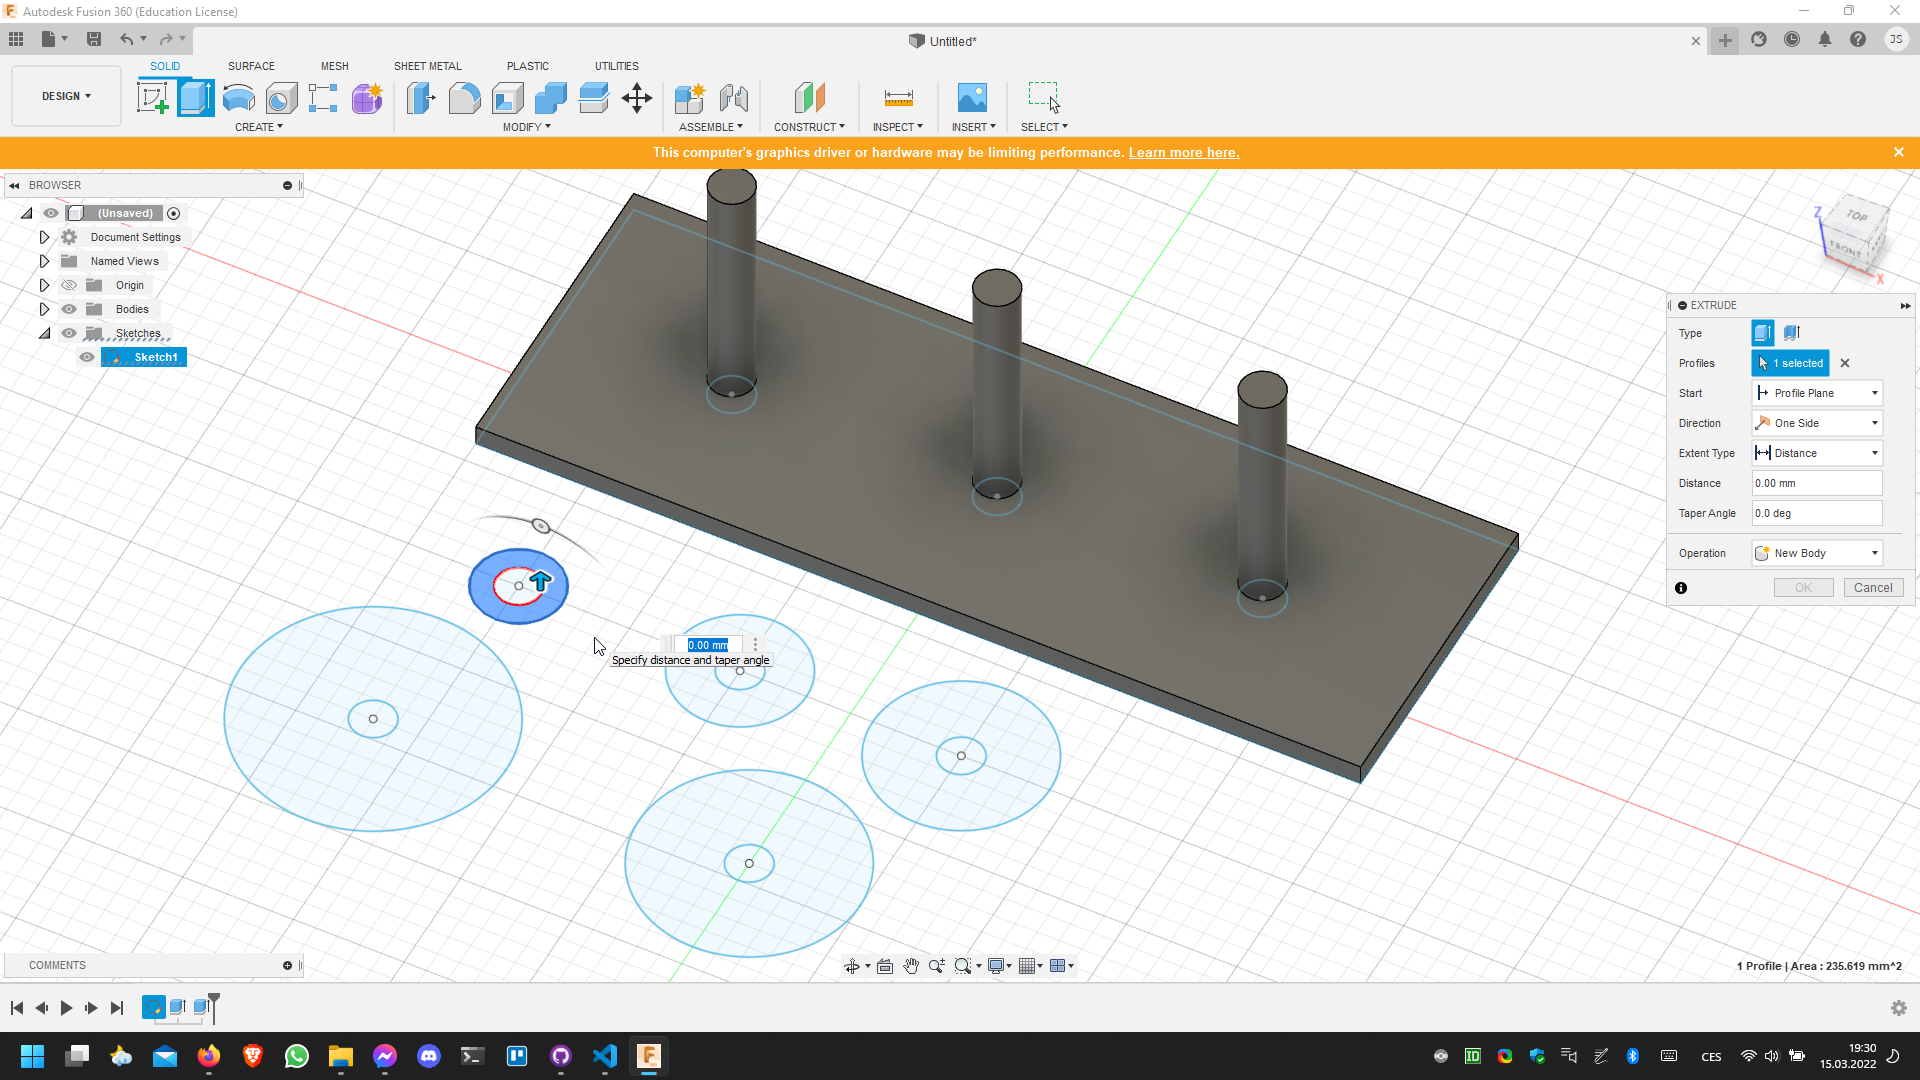 Autodesk Fusion 360 (Education License)
Untitled*
JS
DESIGN
SOLID
SURFACE
MESH
SHEET METAL
PLASTIC
UTILITIES
CREATE
MODIFY
ASSEMBLE
CONSTRUCT
INSPECT
INSERT
SELECT
This computer's graphics driver or hardware may be limiting performance. Learn more here.
BROWSER
(Unsaved)
Document Settings
Named Views
Origin
Bodies
Sketches
Sketch1
Z
TOP
FRONT
X
EXTRUDE
Type
Profiles
1 selected
Start
Profile Plane
Direction
One Side
Extent Type
Distance
Distance
0.00 mm
Taper Angle
0.0 deg
Operation
New Body
OK
Cancel
0.00 mm
Specify distance and taper angle
COMMENTS
1 Profile | Area : 235.619 mm^2
ID
CES
19:30
15.03.2022